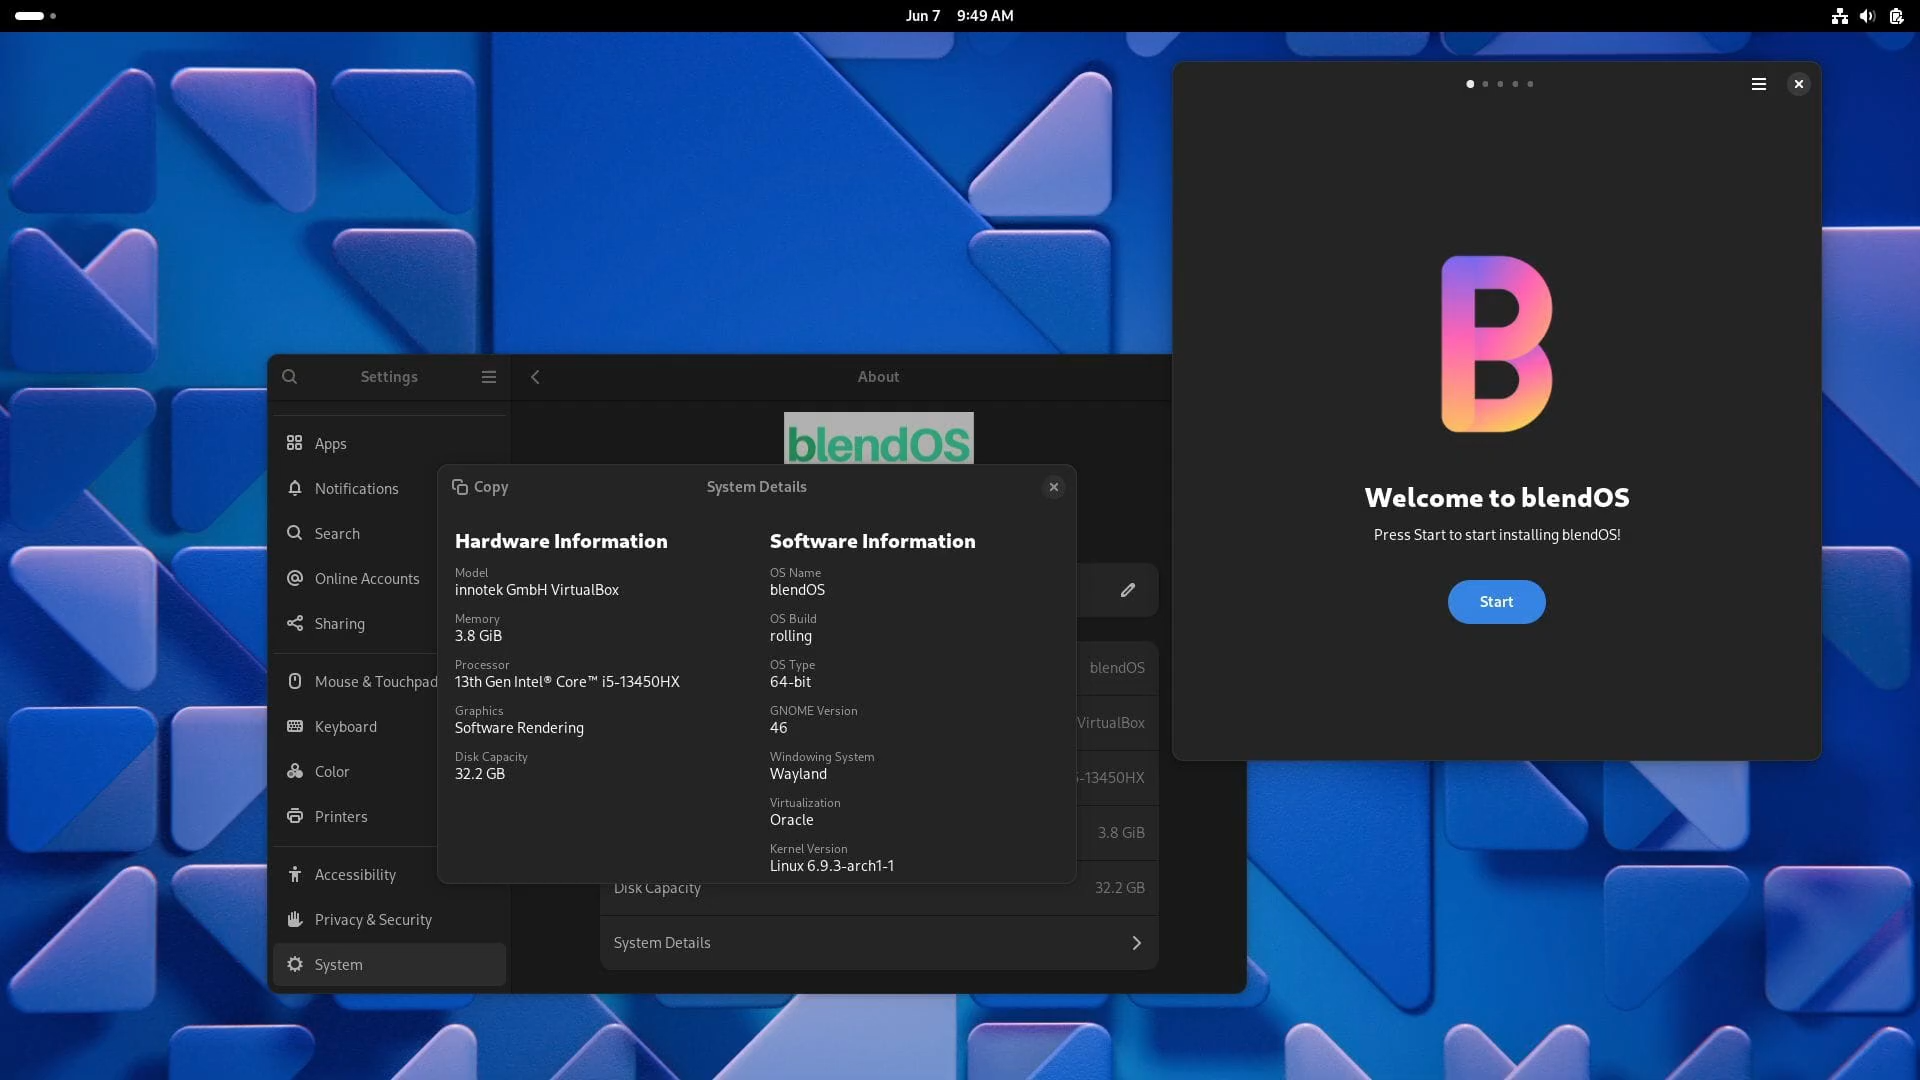 Jun 7 9:49 AM
Settings
About
blendOS
Apps
Notifications
Search
Online Accounts
Sharing
Mouse & Touchpad
Keyboard
Color
Printers
Accessibility
Privacy & Security
System
Copy
System Details
Hardware Information
Model
innotek GmbH VirtualBox
Memory
3.8 GiB
Processor
13th Gen Intel® Core™ i5-13450HX
Graphics
Software Rendering
Disk Capacity
32.2 GB
Software Information
OS Name
blendOS
OS Build
rolling
OS Type
64-bit
GNOME Version
46
Windowing System
Wayland
Virtualization
Oracle
Kernel Version
Linux 6.9.3-arch1-1
blendOS
VirtualBox
-13450HX
3.8 GiB
Disk Capacity 32.2 GB
System Details
Welcome to blendOS
Press Start to start installing blendOS!
Start